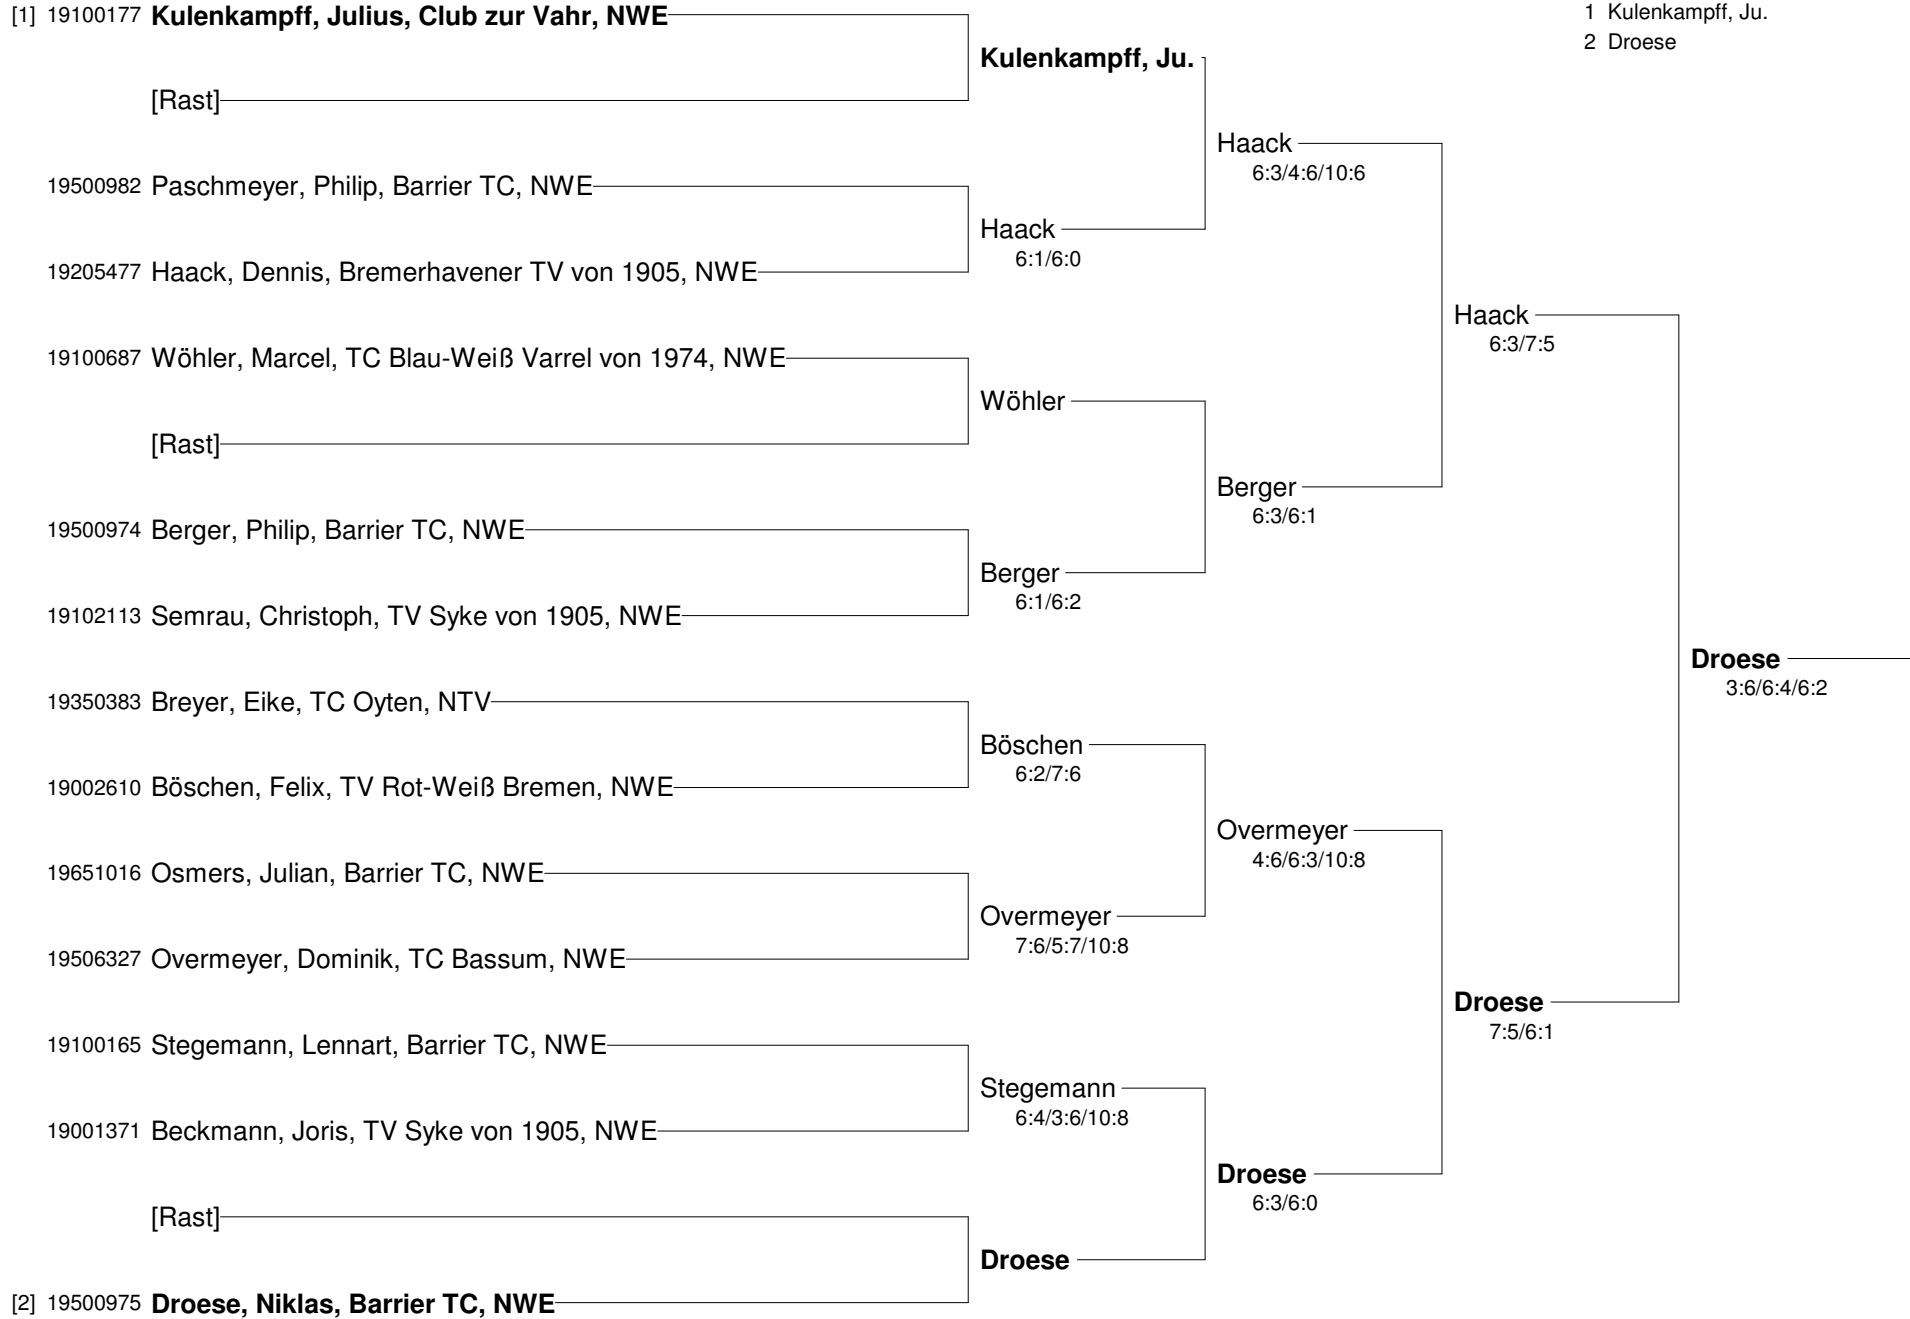 [1] 19100177 Kulenkampff, Julius, Club zur Vahr, NWE
1 Kulenkampff, Ju.
2 Droese
Kulenkampff, Ju.
[Rast]
Haack
6:3/4:6/10:6
19500982 Paschmeyer, Philip, Barrier TC, NWE
Haack
6:1/6:0
19205477 Haack, Dennis, Bremerhavener TV von 1905, NWE
Haack
6:3/7:5
19100687 Wöhler, Marcel, TC Blau-Weiß Varrel von 1974, NWE
Wöhler
[Rast]
Berger
6:3/6:1
19500974 Berger, Philip, Barrier TC, NWE
Berger
6:1/6:2
19102113 Semrau, Christoph, TV Syke von 1905, NWE
Droese
3:6/6:4/6:2
19350383 Breyer, Eike, TC Oyten, NTV
Böschen
6:2/7:6
19002610 Böschen, Felix, TV Rot-Weiß Bremen, NWE
Overmeyer
4:6/6:3/10:8
19651016 Osmers, Julian, Barrier TC, NWE
Overmeyer
7:6/5:7/10:8
19506327 Overmeyer, Dominik, TC Bassum, NWE
Droese
7:5/6:1
19100165 Stegemann, Lennart, Barrier TC, NWE
Stegemann
6:4/3:6/10:8
19001371 Beckmann, Joris, TV Syke von 1905, NWE
Droese
6:3/6:0
[Rast]
Droese
[2] 19500975 Droese, Niklas, Barrier TC, NWE